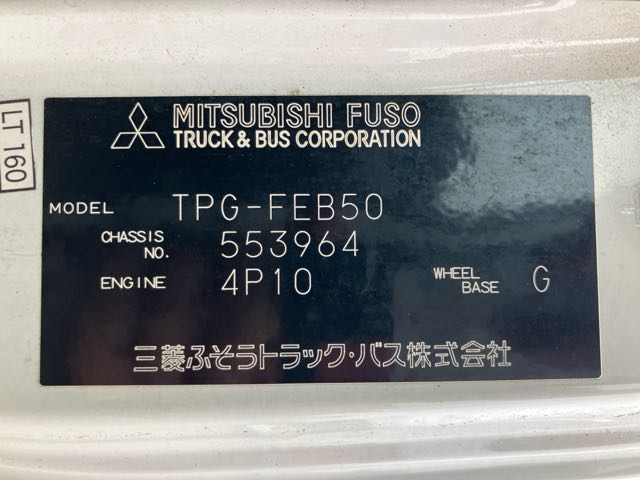 MITSUBISHI FUSO
TRUCK & BUS CORPORATION
LT 160
MODEL TPG-FEB50
CHASSIS NO. 553964
ENGINE 4P10 WHEEL BASE G
三菱ふそうトラック・バス株式会社